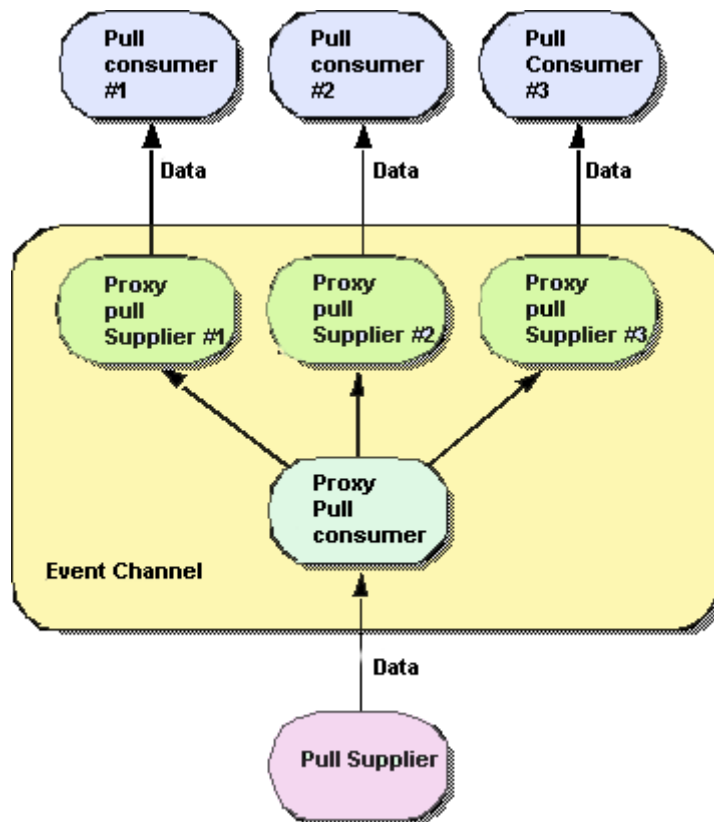 Pull
consumer
#1
Pull
consumer
#2
Pull
Consumer
#3
Data
Data
Data
Proxy
pull
Supplier #1
Proxy
pull
Supplier #2
Proxy
pull
Supplier #3
Proxy
Pull
consumer
Event Channel
Data
Pull Supplier